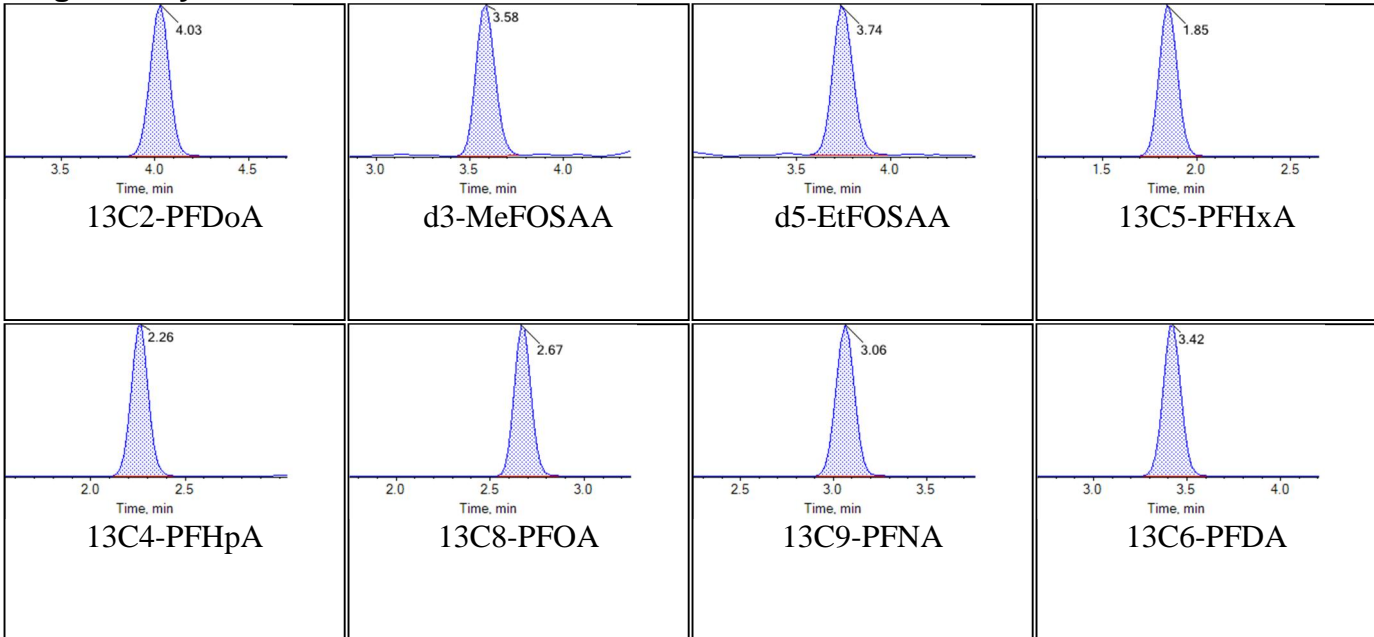 4.03
3.5 4.0 4.5
Time, min
13C2-PFDoA
3.58
3.0 3.5 4.0
Time, min
d3-MeFOSAA
3.74
3.5 4.0
Time, min
d5-EtFOSAA
1.85
1.5 2.0 2.5
Time, min
13C5-PFHxA
2.26
2.0 2.5
Time, min
13C4-PFHpA
2.67
2.0 2.5 3.0
Time, min
13C8-PFOA
3.06
2.5 3.0 3.5
Time, min
13C9-PFNA
3.42
3.0 3.5 4.0
Time, min
13C6-PFDA